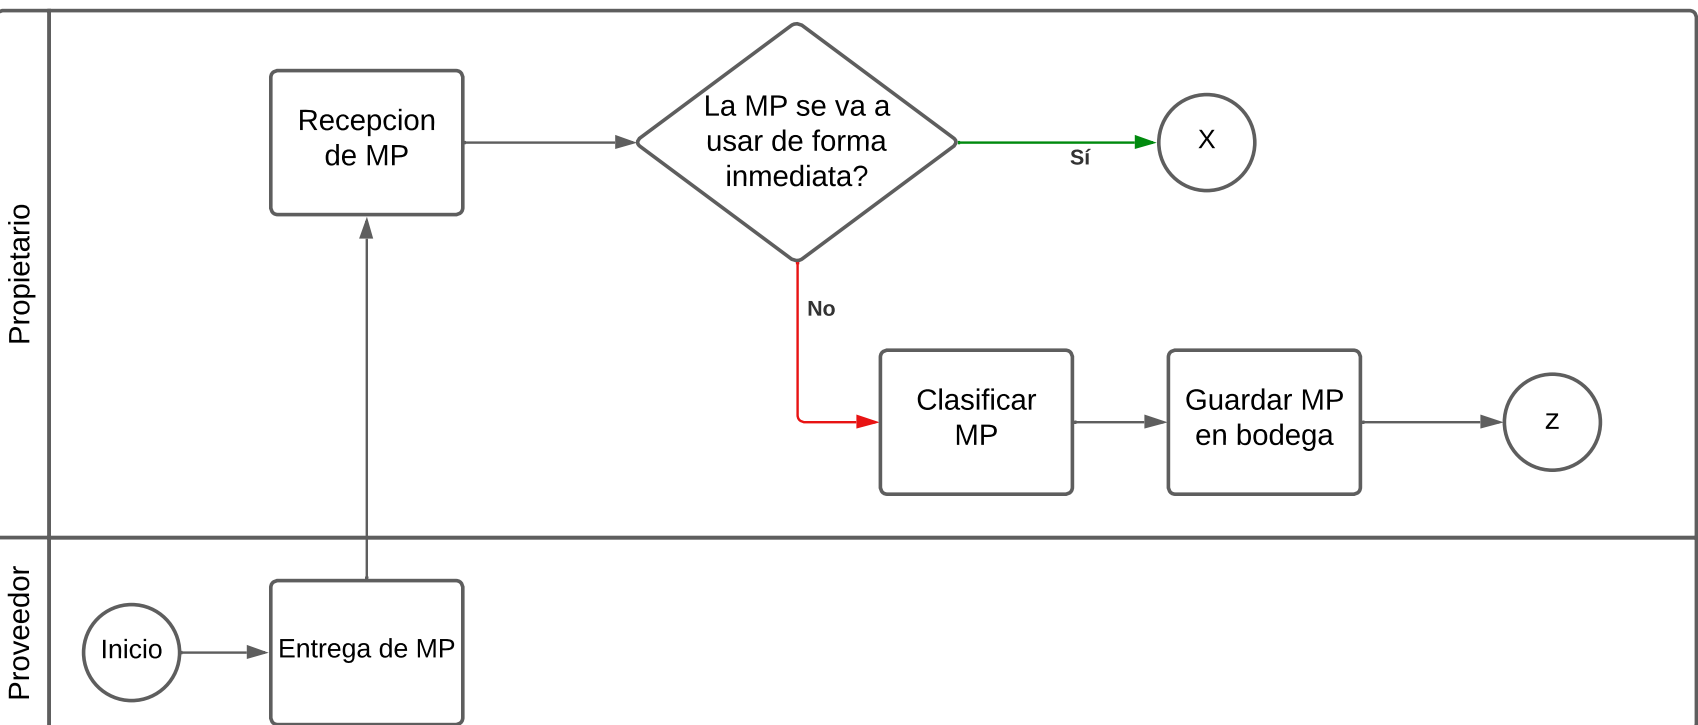 Propietario
Recepcion
de MP
La MP se va a
usar de forma
inmediata?
Sí
X
No
Clasificar
MP
Guardar MP
en bodega
z
Proveedor
Inicio
Entrega de MP